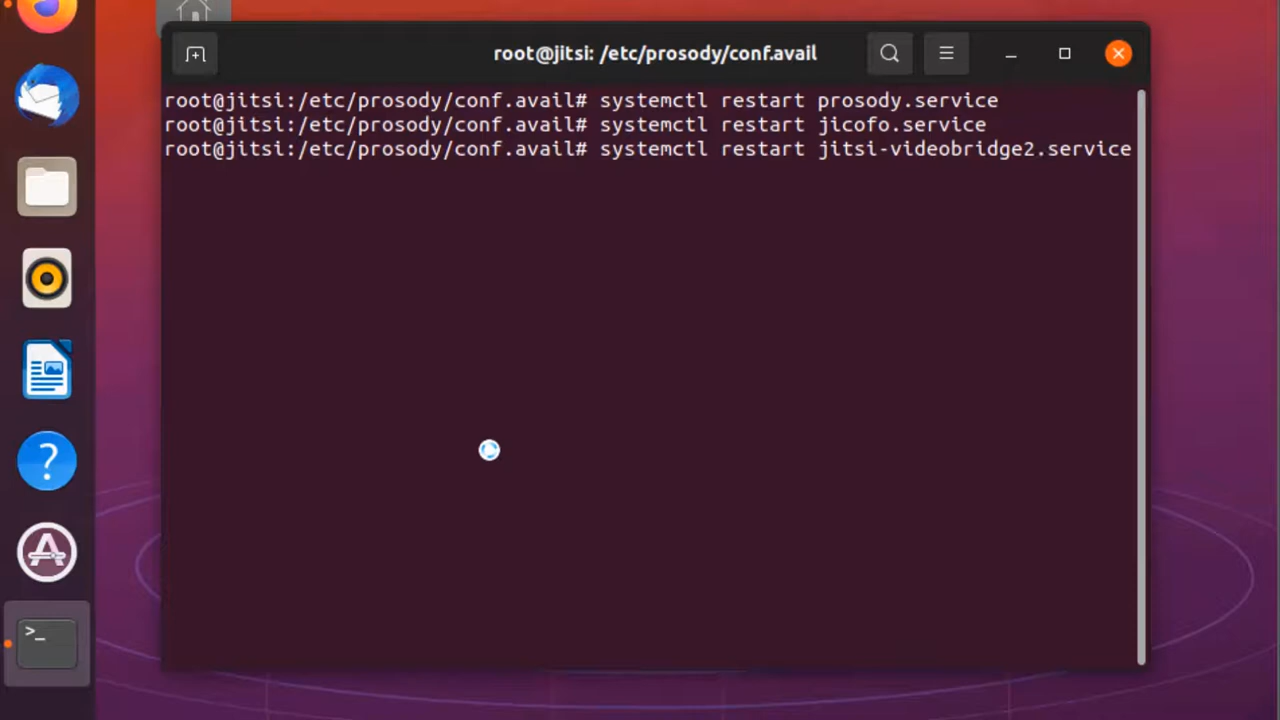 root@jitsi: /etc/prosody/conf.avail
root@jitsi:/etc/prosody/conf.avail# systemctl restart prosody.service
root@jitsi:/etc/prosody/conf.avail# systemctl restart jicofo.service
root@jitsi:/etc/prosody/conf.avail# systemctl restart jitsi-videobridge2.service